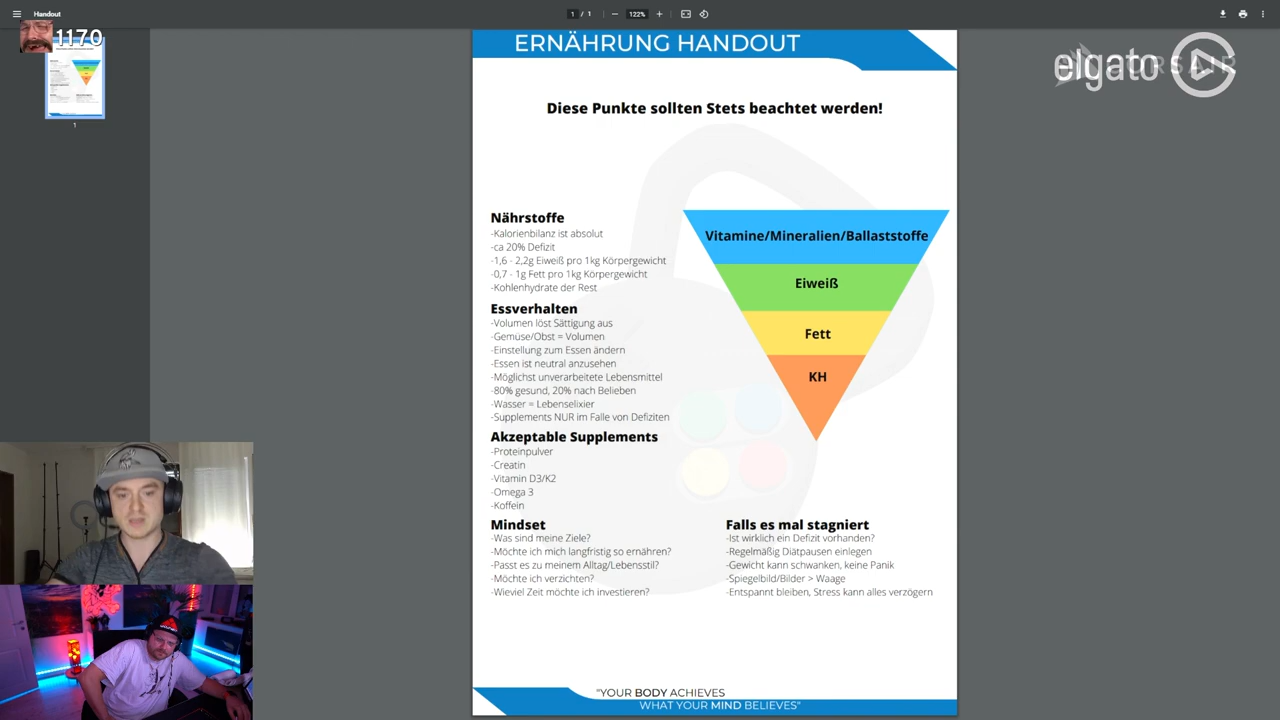 Handout
1 / 1
122%
1170
1
elgato
ERNÄHRUNG HANDOUT
Diese Punkte sollten Stets beachtet werden!
Nährstoffe
-Kalorienbilanz ist absolut
-ca 20% Defizit
-1,6 - 2,2g Eiweiß pro 1kg Körpergewicht
-0,7 - 1g Fett pro 1kg Körpergewicht
-Kohlenhydrate der Rest
Vitamine/Mineralien/Ballaststoffe
Eiweiß
Fett
KH
Essverhalten
-Volumen löst Sättigung aus
-Gemüse/Obst = Volumen
-Einstellung zum Essen ändern
-Essen ist neutral anzusehen
-Möglichst unverarbeitete Lebensmittel
-80% gesund, 20% nach Belieben
-Wasser = Lebenselixier
-Supplements NUR im Falle von Defiziten
Akzeptable Supplements
-Proteinpulver
-Creatin
-Vitamin D3/K2
-Omega 3
-Koffein
Mindset
-Was sind meine Ziele?
-Möchte ich mich langfristig so ernähren?
-Passt es zu meinem Alltag/Lebensstil?
-Möchte ich verzichten?
-Wieviel Zeit möchte ich investieren?
Falls es mal stagniert
-Ist wirklich ein Defizit vorhanden?
-Regelmäßig Diätpausen einlegen
-Gewicht kann schwanken, keine Panik
-Spiegelbild/Bilder > Waage
-Entspannt bleiben, Stress kann alles verzögern
"YOUR BODY ACHIEVES
WHAT YOUR MIND BELIEVES"